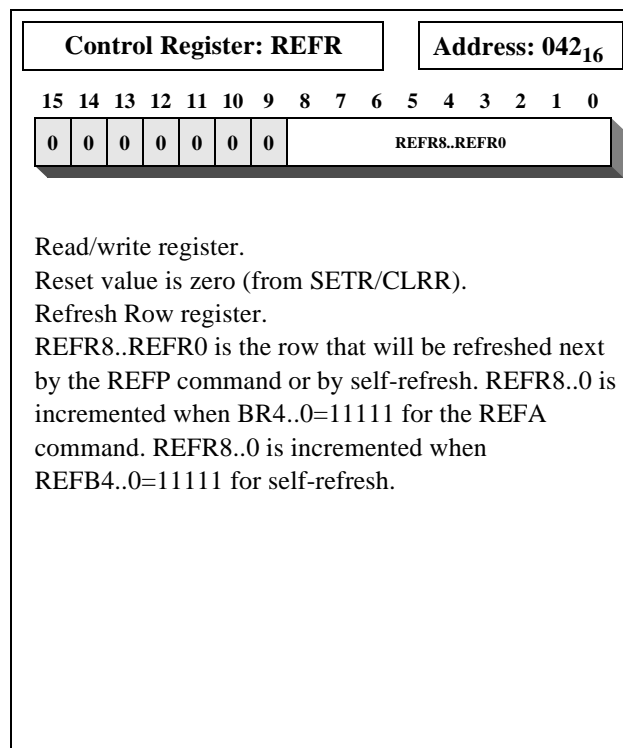 Control Register: REFR
Address: 042₁₆
15 14 13 12 11 10 9 8 7 6 5 4 3 2 1 0
0 0 0 0 0 0 0 REFR8..REFR0
Read/write register.
Reset value is zero (from SETR/CLRR).
Refresh Row register.
REFR8..REFR0 is the row that will be refreshed next
by the REFP command or by self-refresh. REFR8..0 is
incremented when BR4..0=11111 for the REFA
command. REFR8..0 is incremented when
REFB4..0=11111 for self-refresh.